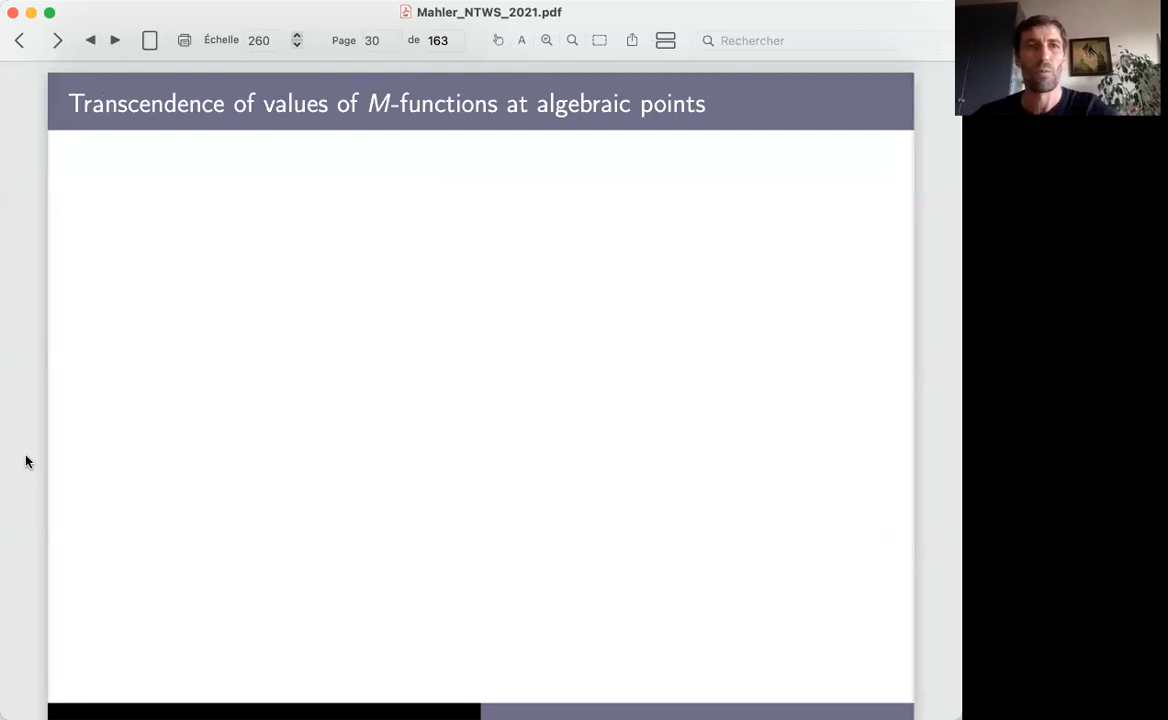 Mahler_NTWS_2021.pdf
Échelle 260 Page 30 de 163 A Rechercher
Transcendence of values of M-functions at algebraic points